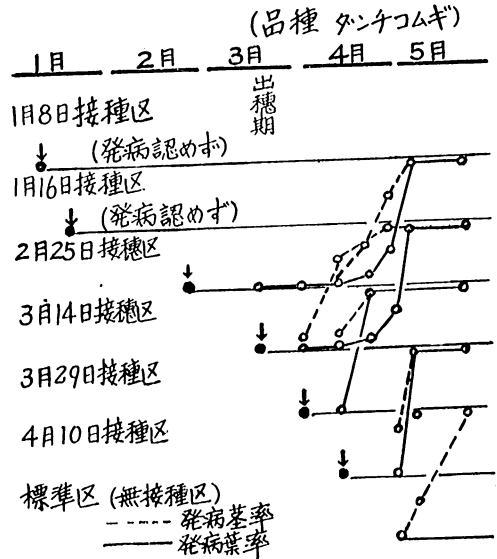 (品種 ダンチコムギ)
1月 2月 3月 4月 5月
出穂期
1月8日接種区
(発病認めず)
1月16日接種区
(発病認めず)
2月25日接穂区
3月14日接穂区
3月29日接種区
4月10日接種区
標準区(無接種区)
発病茎率
発病葉率